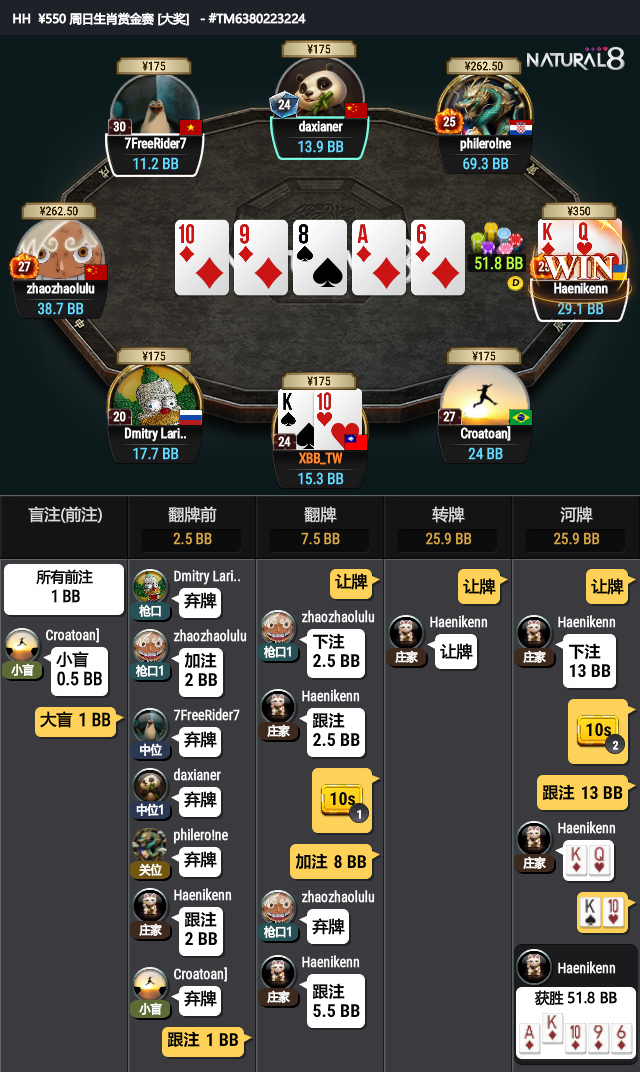 HH ¥550 周日生肖赏金赛 [大奖] - #TM6380223224
NATURAL8
¥175
24
daxianer
13.9 BB
¥175
30
7FreeRider7
11.2 BB
¥262.50
25
philero!ne
69.3 BB
¥262.50
27
zhaozhaolulu
38.7 BB
10 9 8 A 6
51.8 BB
D
¥350
K Q
WIN
Haenikenn
29.1 BB
¥175
20
Dmitry Lari..
17.7 BB
¥175
K 10
24
XBB_TW
15.3 BB
¥175
27
Croatoan]
24 BB
盲注(前注)
所有前注
1 BB
Croatoan]
小盲
小盲
0.5 BB
大盲 1 BB
翻牌前
2.5 BB
Dmitry Lari..
枪口
弃牌
zhaozhaolulu
枪口1
加注
2 BB
7FreeRider7
中位
弃牌
daxianer
中位1
弃牌
philero!ne
关位
弃牌
Haenikenn
庄家
跟注
2 BB
Croatoan]
小盲
弃牌
跟注 1 BB
翻牌
7.5 BB
让牌
zhaozhaolulu
枪口1
下注
2.5 BB
Haenikenn
庄家
跟注
2.5 BB
10s
1
加注 8 BB
zhaozhaolulu
枪口1
弃牌
Haenikenn
庄家
跟注
5.5 BB
转牌
25.9 BB
让牌
Haenikenn
庄家
让牌
河牌
25.9 BB
让牌
Haenikenn
庄家
下注
13 BB
10s
2
跟注 13 BB
Haenikenn
庄家
K Q
K 10
Haenikenn
获胜 51.8 BB
A K 10 9 6